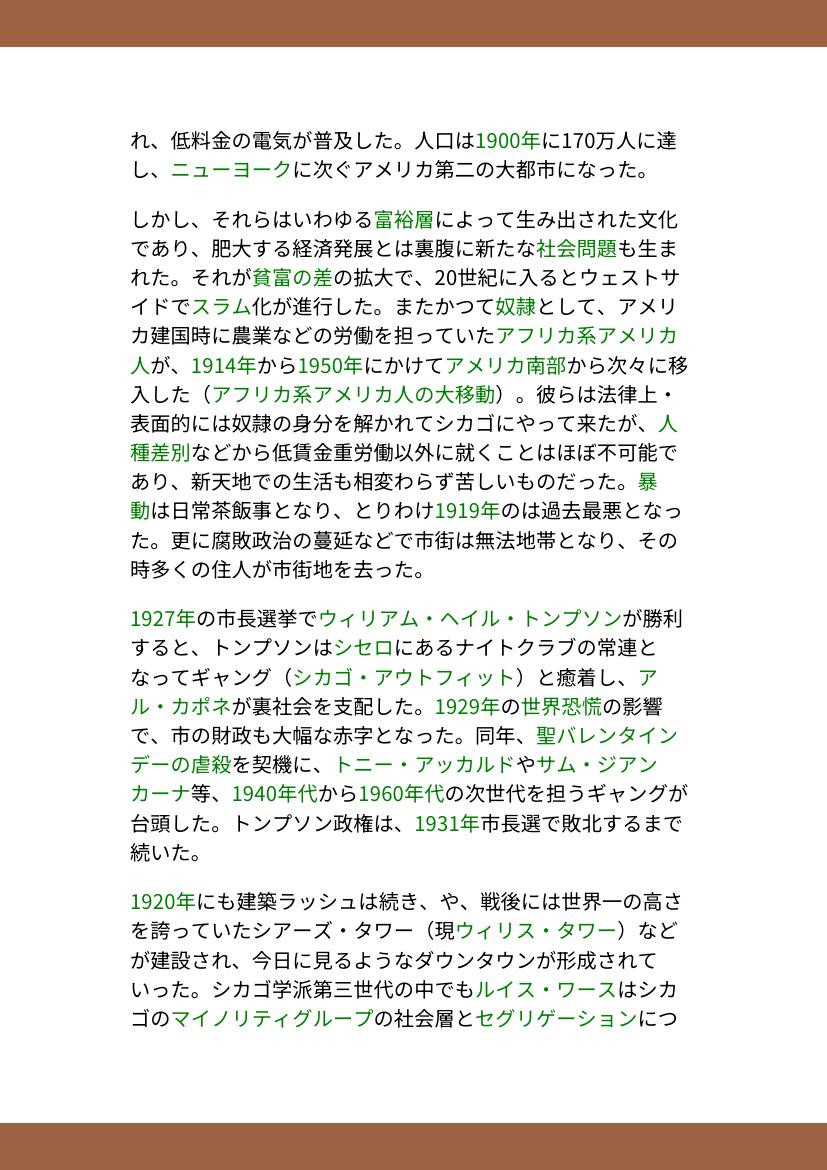 れ、低料金の電気が普及した。人口は1900年に170万人に達
し、ニューヨークに次ぐアメリカ第二の大都市になった。
しかし、それらはいわゆる富裕層によって生み出された文化
であり、肥大する経済発展とは裏腹に新たな社会問題も生ま
れた。それが貧富の差の拡大で、20世紀に入るとウェストサ
イドでスラム化が進行した。またかつて奴隷として、アメリ
カ建国時に農業などの労働を担っていたアフリカ系アメリカ
人が、1914年から1950年にかけてアメリカ南部から次々に移
入した（アフリカ系アメリカ人の大移動）。彼らは法律上・
表面的には奴隷の身分を解かれてシカゴにやって来たが、人
種差別などから低賃金重労働以外に就くことはほぼ不可能で
あり、新天地での生活も相変わらず苦しいものだった。暴
動は日常茶飯事となり、とりわけ1919年のは過去最悪となっ
た。更に腐敗政治の蔓延などで市街は無法地帯となり、その
時多くの住人が市街地を去った。
1927年の市長選挙でウィリアム・ヘイル・トンプソンが勝利
すると、トンプソンはシセロにあるナイトクラブの常連と
なってギャング（シカゴ・アウトフィット）と癒着し、ア
ル・カポネが裏社会を支配した。1929年の世界恐慌の影響
で、市の財政も大幅な赤字となった。同年、聖バレンタイン
デーの虐殺を契機に、トニー・アッカルドやサム・ジアン
カーナ等、1940年代から1960年代の次世代を担うギャングが
台頭した。トンプソン政権は、1931年市長選で敗北するまで
続いた。
1920年にも建築ラッシュは続き、や、戦後には世界一の高さ
を誇っていたシアーズ・タワー（現ウィリス・タワー）など
が建設され、今日に見るようなダウンタウンが形成されて
いった。シカゴ学派第三世代の中でもルイス・ワースはシカ
ゴのマイノリティグループの社会層とセグリゲーションにつ